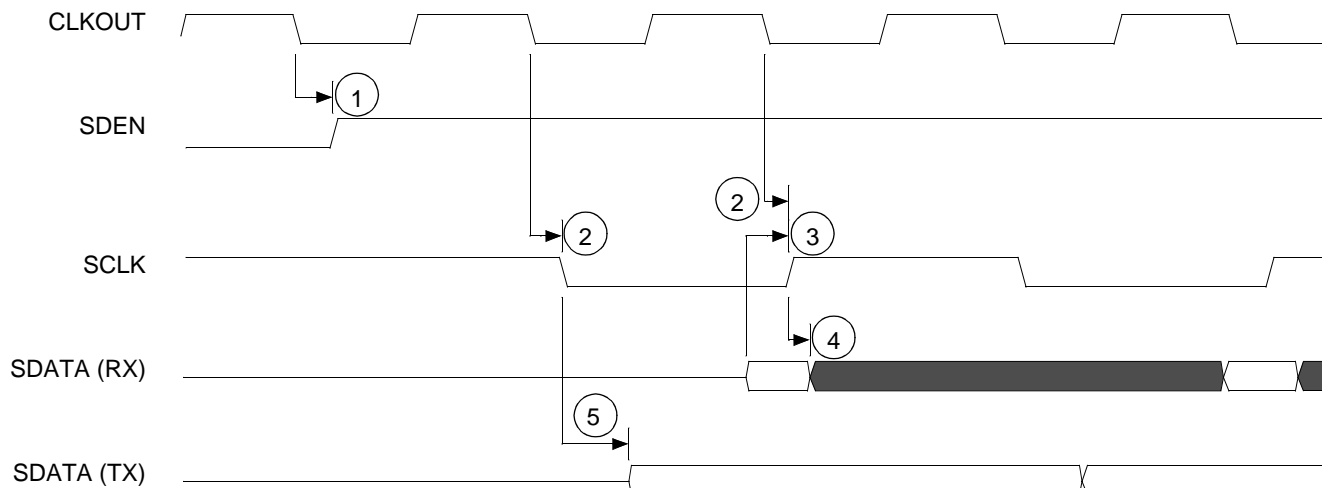 CLKOUT
1
SDEN
2
2
3
SCLK
4
SDATA (RX)
5
SDATA (TX)